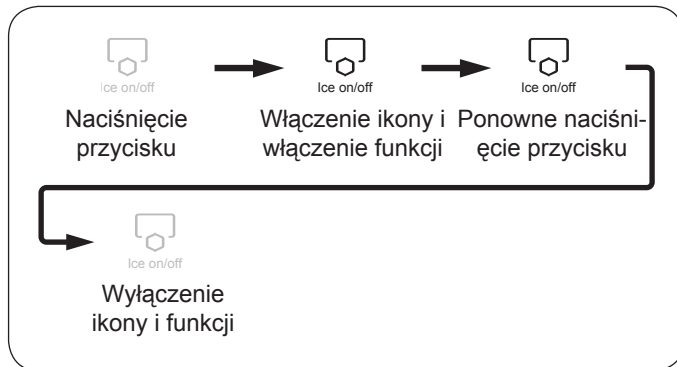 Ice on/off
Ice on/off
Ice on/off
Naciśnięcie
przycisku
Włączenie ikony i
włączenie funkcji
Ponowne naciśni-
ęcie przycisku
Ice on/off
Wyłączenie
ikony i funkcji